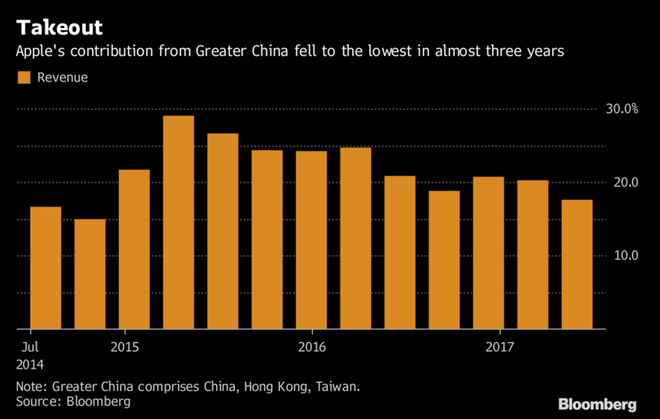 Takeout
Apple's contribution from Greater China fell to the lowest in almost three years
Revenue
30.0%
20.0
10.0
Jul 2015 2016 2017
2014
Note: Greater China comprises China, Hong Kong, Taiwan.
Source: Bloomberg
Bloomberg